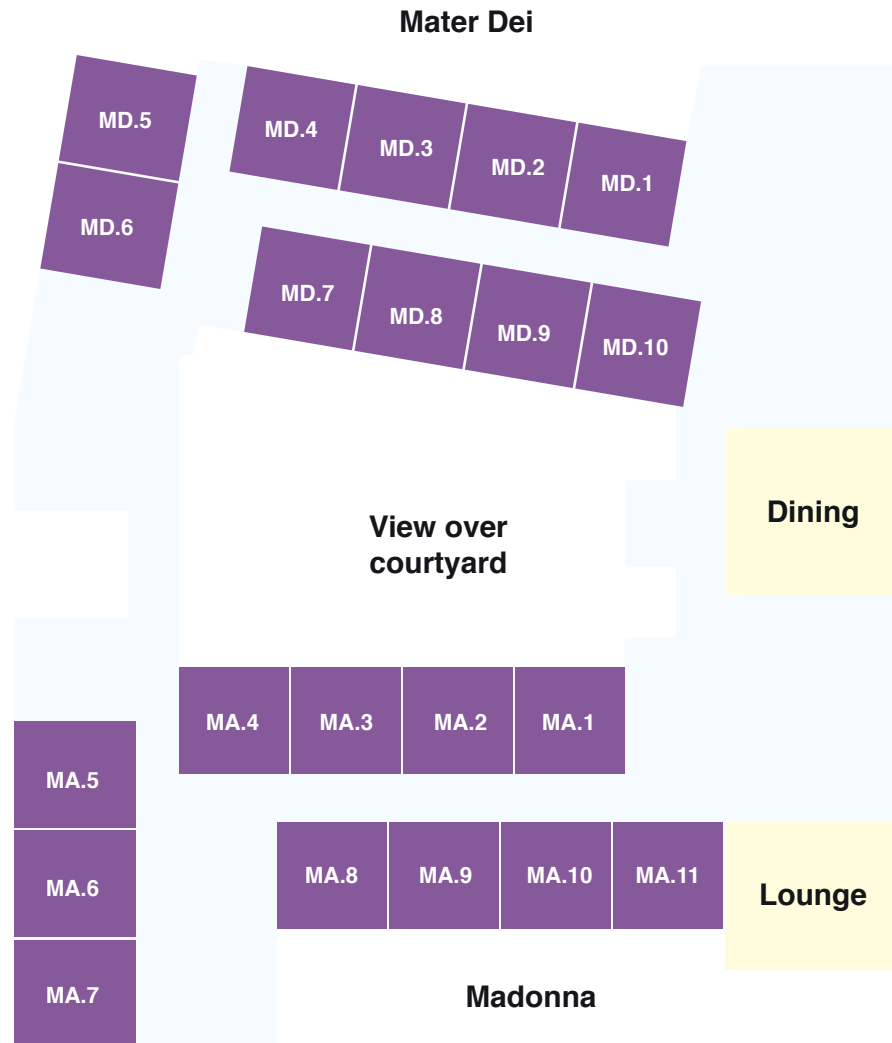 Mater Dei
MD.5
MD.4
MD.3
MD.2
MD.1
MD.6
MD.7
MD.8
MD.9
MD.10
Dining
View over
courtyard
MA.4
MA.3
MA.2
MA.1
MA.5
MA.6
MA.8
MA.9
MA.10
MA.11
Lounge
MA.7
Madonna